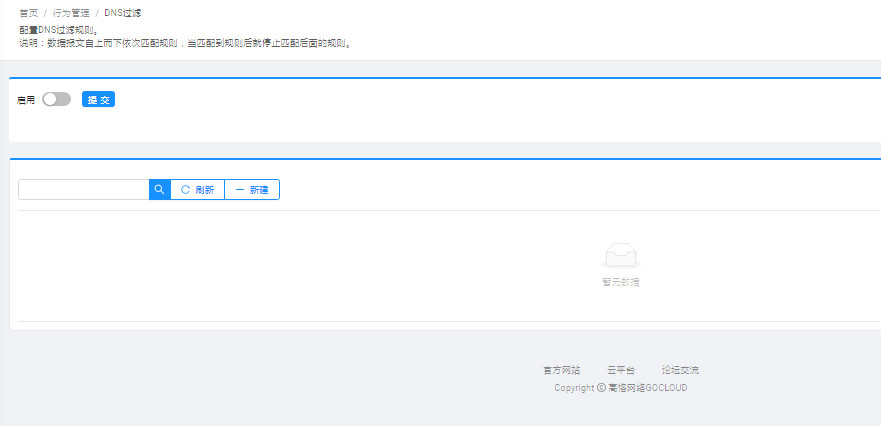 首页 / 行为管理 / DNS过滤
配置DNS过滤规则。
说明：数据报文自上而下依次匹配规则，当匹配到规则后就停止匹配后面的规则。
启用 提 交
刷新 新建
暂无数据
官方网站 云平台 论坛交流
Copyright © 高恪网络GOCLOUD